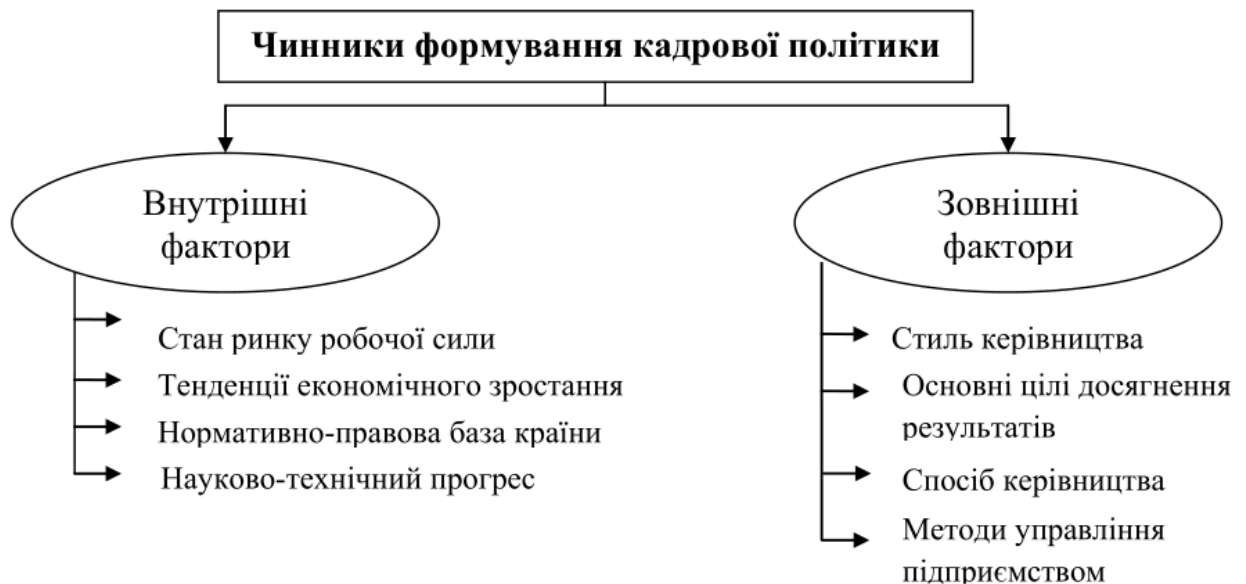 Чинники формування кадрової політики
Внутрішні
фактори
Стан ринку робочої сили
Тенденції економічного зростання
Нормативно-правова база країни
Науково-технічний прогрес
Зовнішні
фактори
Стиль керівництва
Основні цілі досягнення
результатів
Спосіб керівництва
Методи управління
підприємством